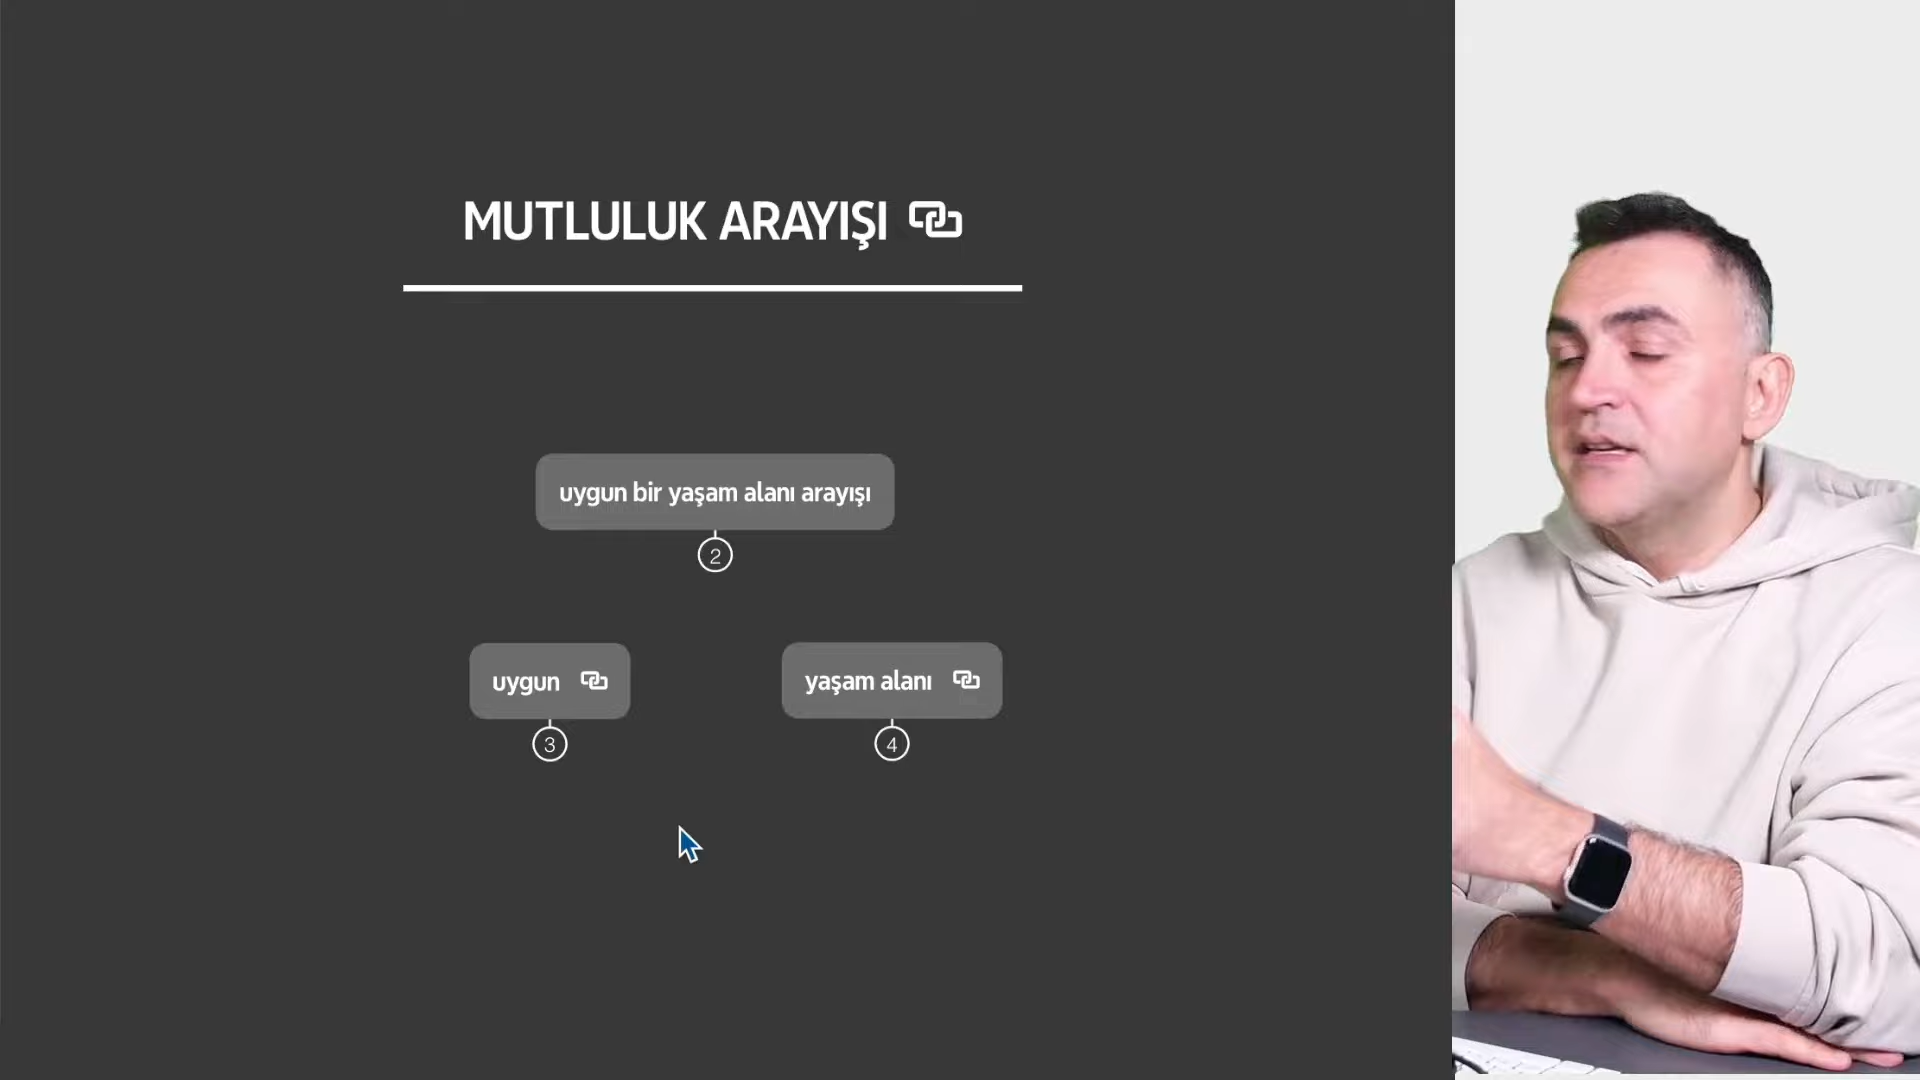 MUTLULUK ARAYIŞI
uygun bir yaşam alanı arayışı
2
uygun
yaşam alanı
3
4